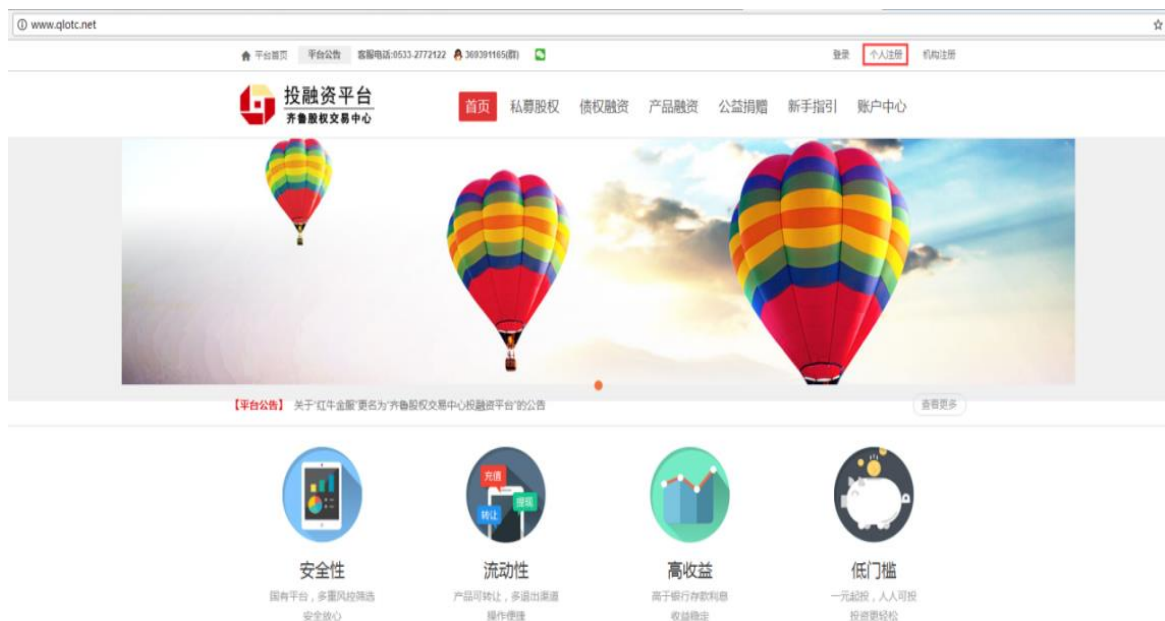 www.qlotc.net
平台首页 平台公告 客服电话:0533-2772122 369391165(群) 登录 个人注册 机构注册
投融资平台
齐鲁股权交易中心
首页 私募股权 债权融资 产品融资 公益捐赠 新手指引 账户中心
【平台公告】 关于“红牛金服”更名为“齐鲁股权交易中心投融资平台”的公告 查看更多
充值
提现
转让
安全性 流动性 高收益 低门槛
国有平台，多重风控筛选 产品可转让，多退出渠道 高于银行存款利息 一元起投，人人可投
安全放心 操作便捷 收益稳定 投资更轻松